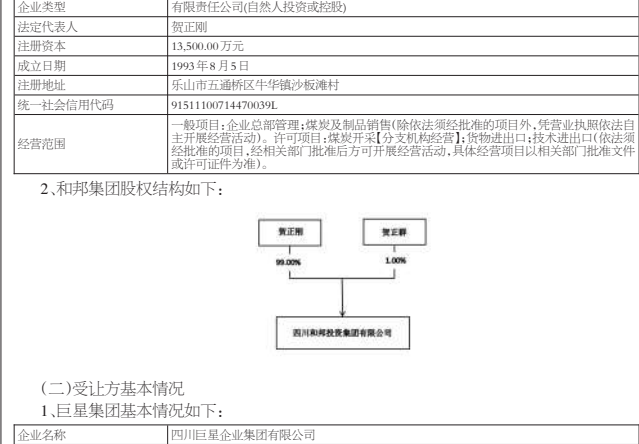 企业类型 有限责任公司(自然人投资或控股)
法定代表人 贺正刚
注册资本 13,500.00万元
成立日期 1993年8月5日
注册地址 乐山市五通桥区牛华镇沙板滩村
统一社会信用代码 91511100714470039L
经营范围 一般项目:企业总部管理;煤炭及制品销售(除依法须经批准的项目外,凭营业执照依法自
主开展经营活动)。许可项目:煤炭开采【分支机构经营】;货物进出口;技术进出口(依法须
经批准的项目,经相关部门批准后方可开展经营活动,具体经营项目以相关部门批准文件
或许可证件为准)。
2、和邦集团股权结构如下:
贺正刚 贺正群
99.00% 1.00%
四川和邦投资集团有限公司
(二)受让方基本情况
1、巨星集团基本情况如下:
企业名称 四川巨星企业集团有限公司